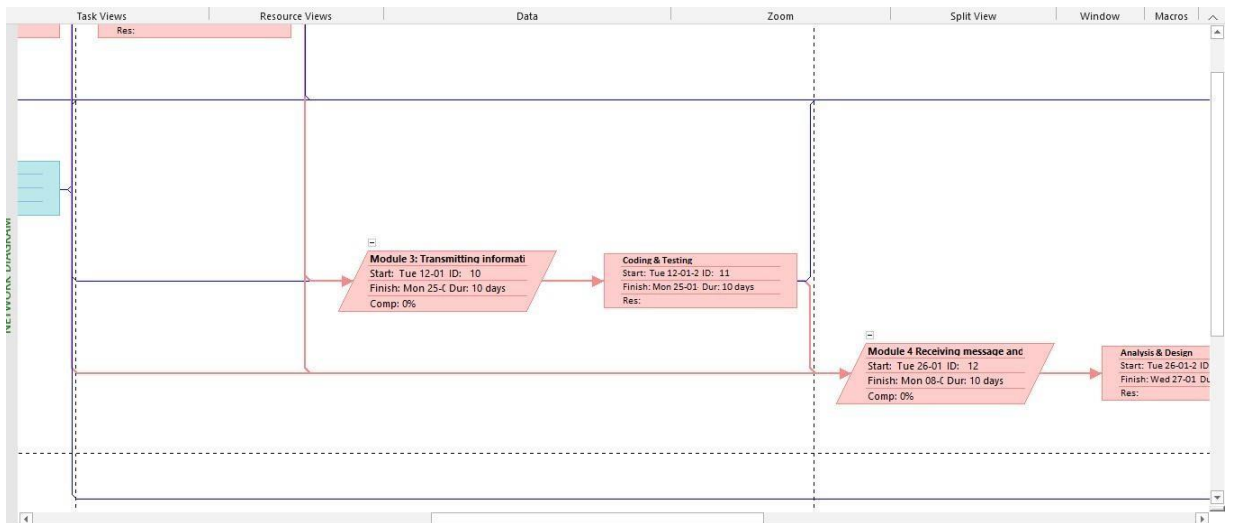 Task Views Resource Views Data Zoom Split View Window Macros
Res:
NETWORK DIAGRAM
Module 3: Transmitting informati
Start: Tue 12-01 ID: 10
Finish: Mon 25-( Dur: 10 days
Comp: 0%
Coding & Testing
Start: Tue 12-01-2 ID: 11
Finish: Mon 25-01- Dur: 10 days
Res:
Module 4 Receiving message and
Start: Tue 26-01 ID: 12
Finish: Mon 08-( Dur: 10 days
Comp: 0%
Analysis & Design
Start: Tue 26-01-2 ID
Finish: Wed 27-01 Du
Res: